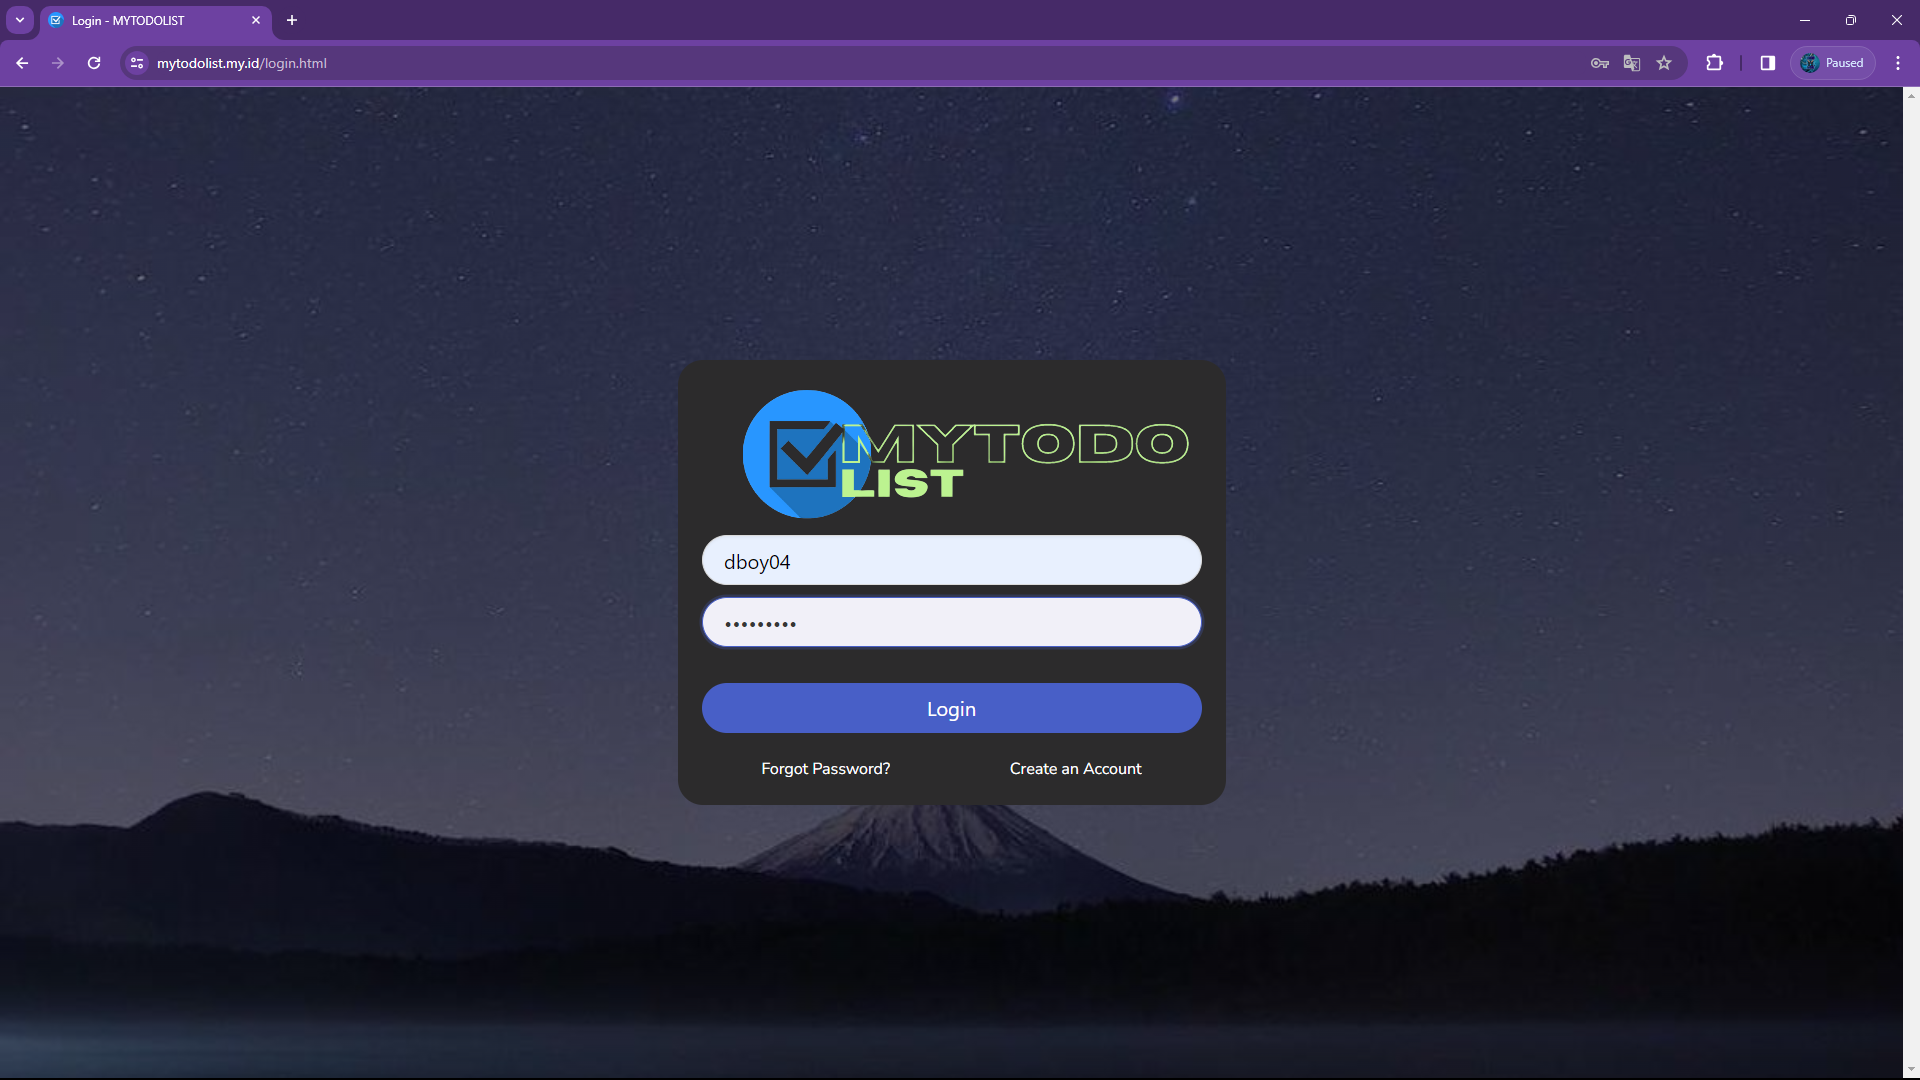 Login - MYTODOLIST
mytodolist.my.id/login.html
Paused
MYTODO
LIST
dboy04
•••••••••
Login
Forgot Password?
Create an Account